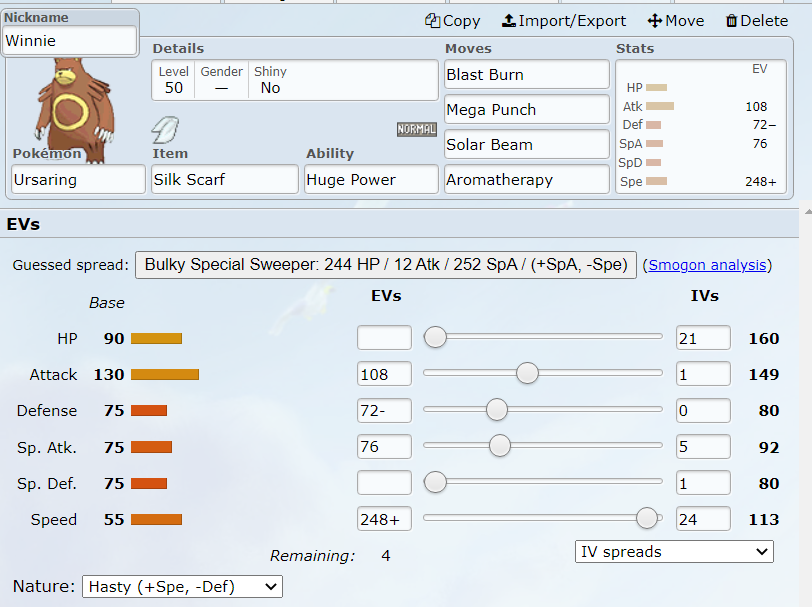 Nickname
Winnie
Copy Import/Export Move Delete
Details Moves Stats
Level Gender Shiny
50 — No
Blast Burn
Mega Punch
Solar Beam
Aromatherapy
EV
HP
Atk 108
Def 72−
SpA 76
SpD
Spe 248+
NORMAL
Pokémon Item Ability
Ursaring Silk Scarf Huge Power
EVs
Guessed spread: Bulky Special Sweeper: 244 HP / 12 Atk / 252 SpA / (+SpA, -Spe) (Smogon analysis)
Base EVs IVs
HP 90 21 160
Attack 130 108 1 149
Defense 75 72- 0 80
Sp. Atk. 75 76 5 92
Sp. Def. 75 1 80
Speed 55 248+ 24 113
Remaining: 4 IV spreads
Nature: Hasty (+Spe, -Def)